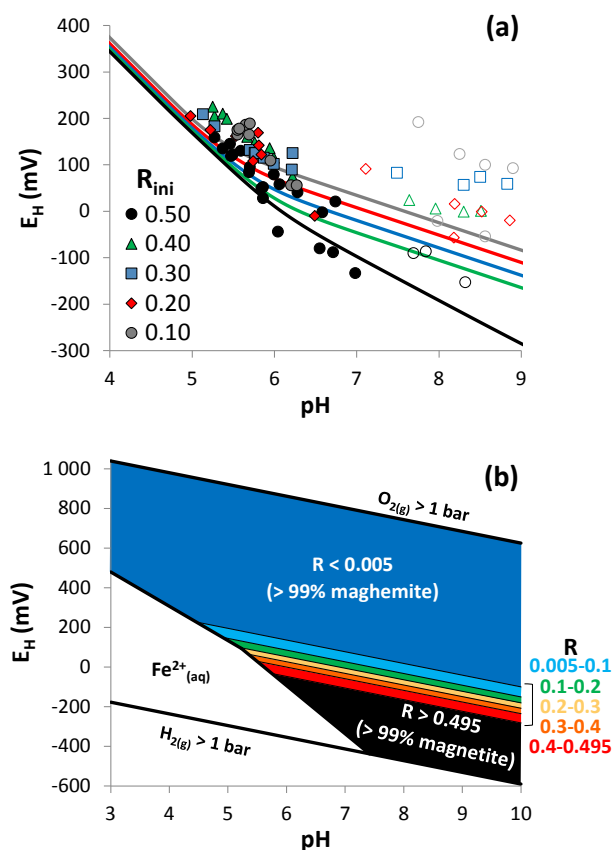 (a)
400
300
200
100
0
-100
-200
-300
E_H (mV)
R_ini
0.50
0.40
0.30
0.20
0.10
4 5 6 7 8 9
pH
(b)
1 000
800
600
400
200
0
-200
-400
-600
E_H (mV)
O_2(g) > 1 bar
R < 0.005
(> 99% maghemite)
Fe^2+_(aq)
R > 0.495
(> 99% magnetite)
H_2(g) > 1 bar
R
0.005-0.1
0.1-0.2
0.2-0.3
0.3-0.4
0.4-0.495
3 4 5 6 7 8 9 10
pH